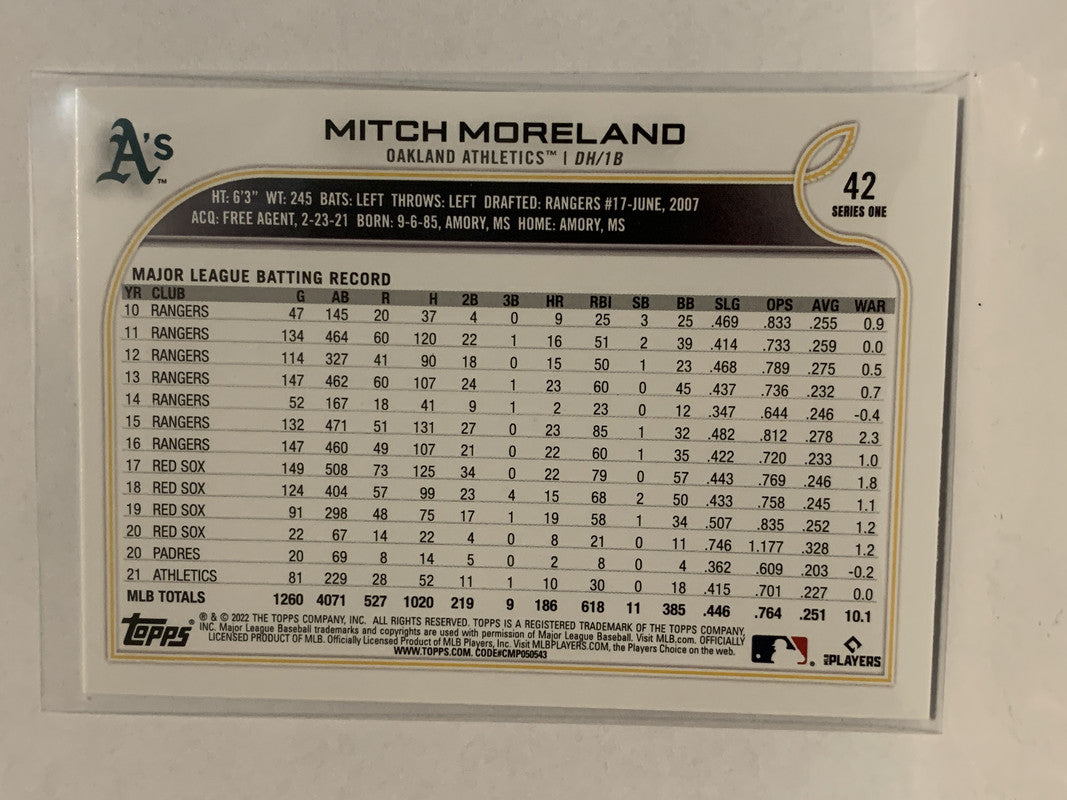 A's™
MITCH MORELAND
OAKLAND ATHLETICS™ | DH/1B
42
SERIES ONE
HT: 6'3" WT: 245 BATS: LEFT THROWS: LEFT DRAFTED: RANGERS #17-JUNE, 2007
ACQ: FREE AGENT, 2-23-21 BORN: 9-6-85, AMORY, MS HOME: AMORY, MS
MAJOR LEAGUE BATTING RECORD
YR CLUB G AB R H 2B 3B HR RBI SB BB SLG OPS AVG WAR
10 RANGERS 47 145 20 37 4 0 9 25 3 25 .469 .833 .255 0.9
11 RANGERS 134 464 60 120 22 1 16 51 2 39 .414 .733 .259 0.0
12 RANGERS 114 327 41 90 18 0 15 50 1 23 .468 .789 .275 0.5
13 RANGERS 147 462 60 107 24 1 23 60 0 45 .437 .736 .232 0.7
14 RANGERS 52 167 18 41 9 1 2 23 0 12 .347 .644 .246 -0.4
15 RANGERS 132 471 51 131 27 0 23 85 1 32 .482 .812 .278 2.3
16 RANGERS 147 460 49 107 21 0 22 60 1 35 .422 .720 .233 1.0
17 RED SOX 149 508 73 125 34 0 22 79 0 57 .443 .769 .246 1.8
18 RED SOX 124 404 57 99 23 4 15 68 2 50 .433 .758 .245 1.1
19 RED SOX 91 298 48 75 17 1 19 58 1 34 .507 .835 .252 1.2
20 RED SOX 22 67 14 22 4 0 8 21 0 11 .746 1.177 .328 1.2
20 PADRES 20 69 8 14 5 0 2 8 0 4 .362 .609 .203 -0.2
21 ATHLETICS 81 229 28 52 11 1 10 30 0 18 .415 .701 .227 0.0
MLB TOTALS 1260 4071 527 1020 219 9 186 618 11 385 .446 .764 .251 10.1
topps®
® & © 2022 THE TOPPS COMPANY, INC. ALL RIGHTS RESERVED. TOPPS IS A REGISTERED TRADEMARK OF THE TOPPS COMPANY,
INC. Major League Baseball trademarks and copyrights are used with permission of Major League Baseball. Visit MLB.com. OFFICIALLY
LICENSED PRODUCT OF MLB. Officially Licensed Product of MLB Players, Inc. Visit MLBPLAYERS.COM, the Players Choice on the web.
WWW.TOPPS.COM. CODE#CMP050543
MLB PLAYERS